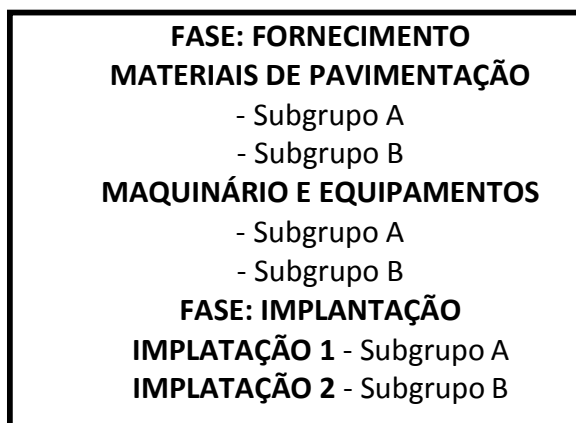 FASE: FORNECIMENTO
MATERIAIS DE PAVIMENTAÇÃO
- Subgrupo A
- Subgrupo B
MAQUINÁRIO E EQUIPAMENTOS
- Subgrupo A
- Subgrupo B
FASE: IMPLANTAÇÃO
IMPLATAÇÃO 1 - Subgrupo A
IMPLATAÇÃO 2 - Subgrupo B